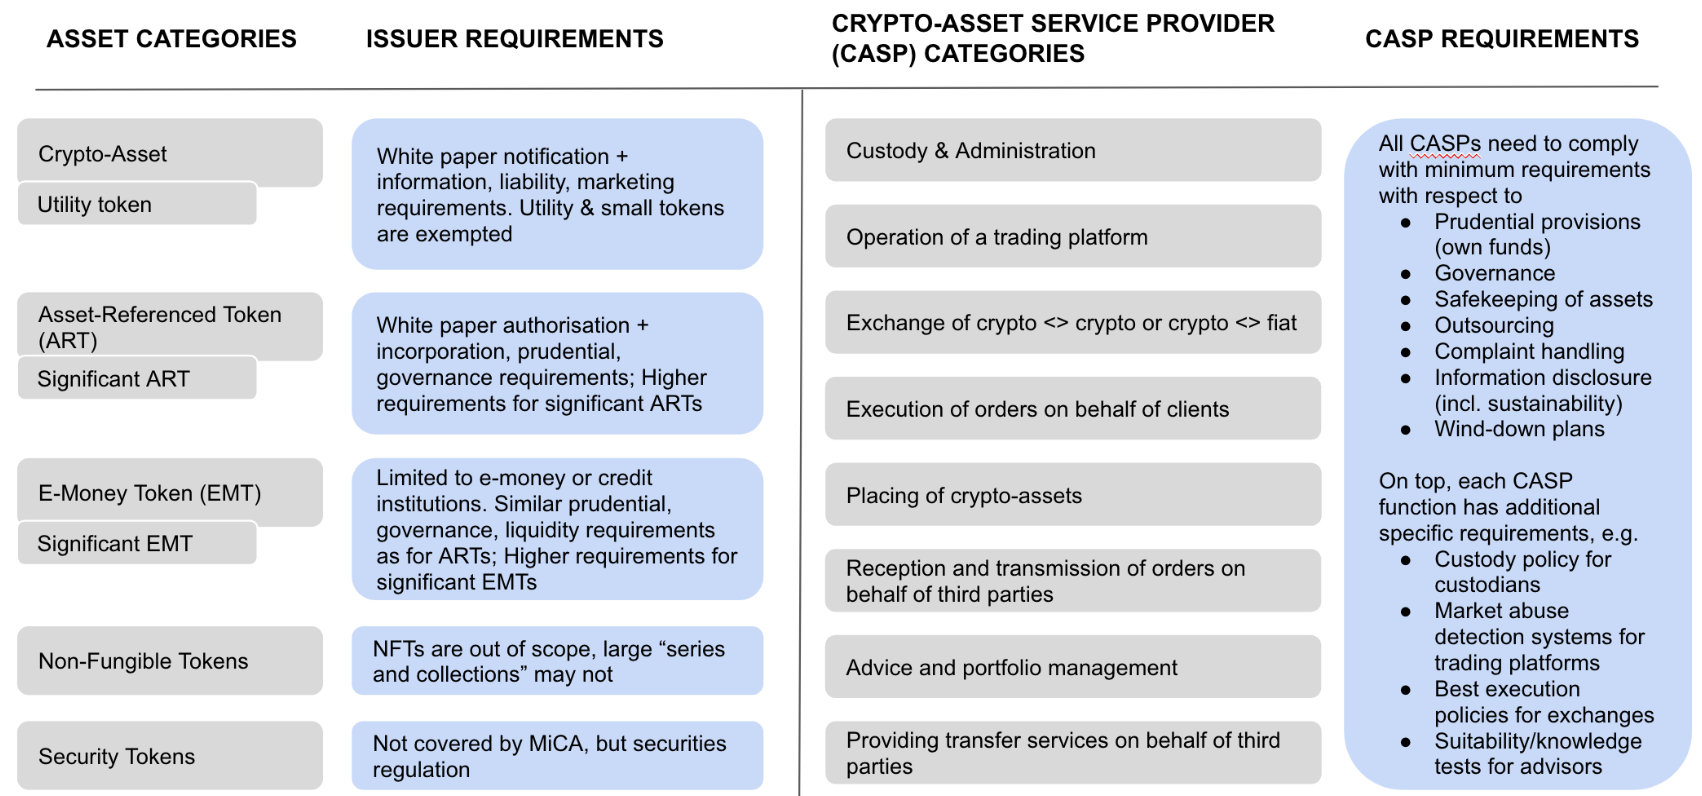 ASSET CATEGORIES
ISSUER REQUIREMENTS
CRYPTO-ASSET SERVICE PROVIDER
(CASP) CATEGORIES
CASP REQUIREMENTS
Crypto-Asset
Utility token
White paper notification +
information, liability, marketing
requirements. Utility & small tokens
are exempted
Asset-Referenced Token
(ART)
Significant ART
White paper authorisation +
incorporation, prudential,
governance requirements; Higher
requirements for significant ARTs
E-Money Token (EMT)
Significant EMT
Limited to e-money or credit
institutions. Similar prudential,
governance, liquidity requirements
as for ARTs; Higher requirements for
significant EMTs
Non-Fungible Tokens
NFTs are out of scope, large “series
and collections” may not
Security Tokens
Not covered by MiCA, but securities
regulation
Custody & Administration
Operation of a trading platform
Exchange of crypto <> crypto or crypto <> fiat
Execution of orders on behalf of clients
Placing of crypto-assets
Reception and transmission of orders on
behalf of third parties
Advice and portfolio management
Providing transfer services on behalf of third
parties
All CASPs need to comply
with minimum requirements
with respect to
● Prudential provisions
(own funds)
● Governance
● Safekeeping of assets
● Outsourcing
● Complaint handling
● Information disclosure
(incl. sustainability)
● Wind-down plans
On top, each CASP
function has additional
specific requirements, e.g.
● Custody policy for
custodians
● Market abuse
detection systems for
trading platforms
● Best execution
policies for exchanges
● Suitability/knowledge
tests for advisors